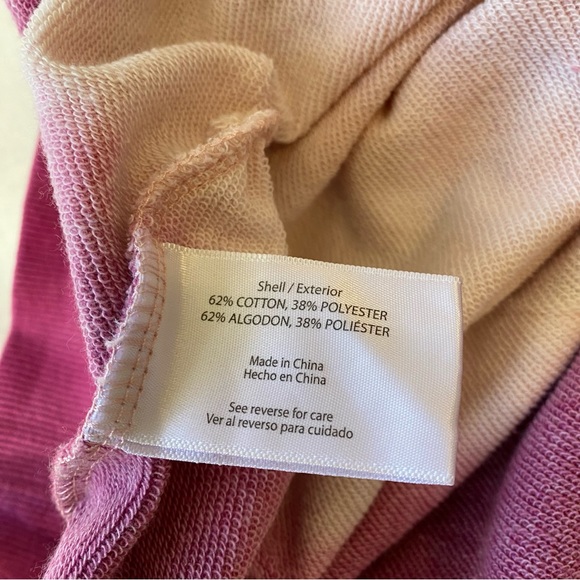 Shell / Exterior
62% COTTON, 38% POLYESTER
62% ALGODON, 38% POLIÉSTER
Made in China
Hecho en China
See reverse for care
Ver al reverso para cuidado